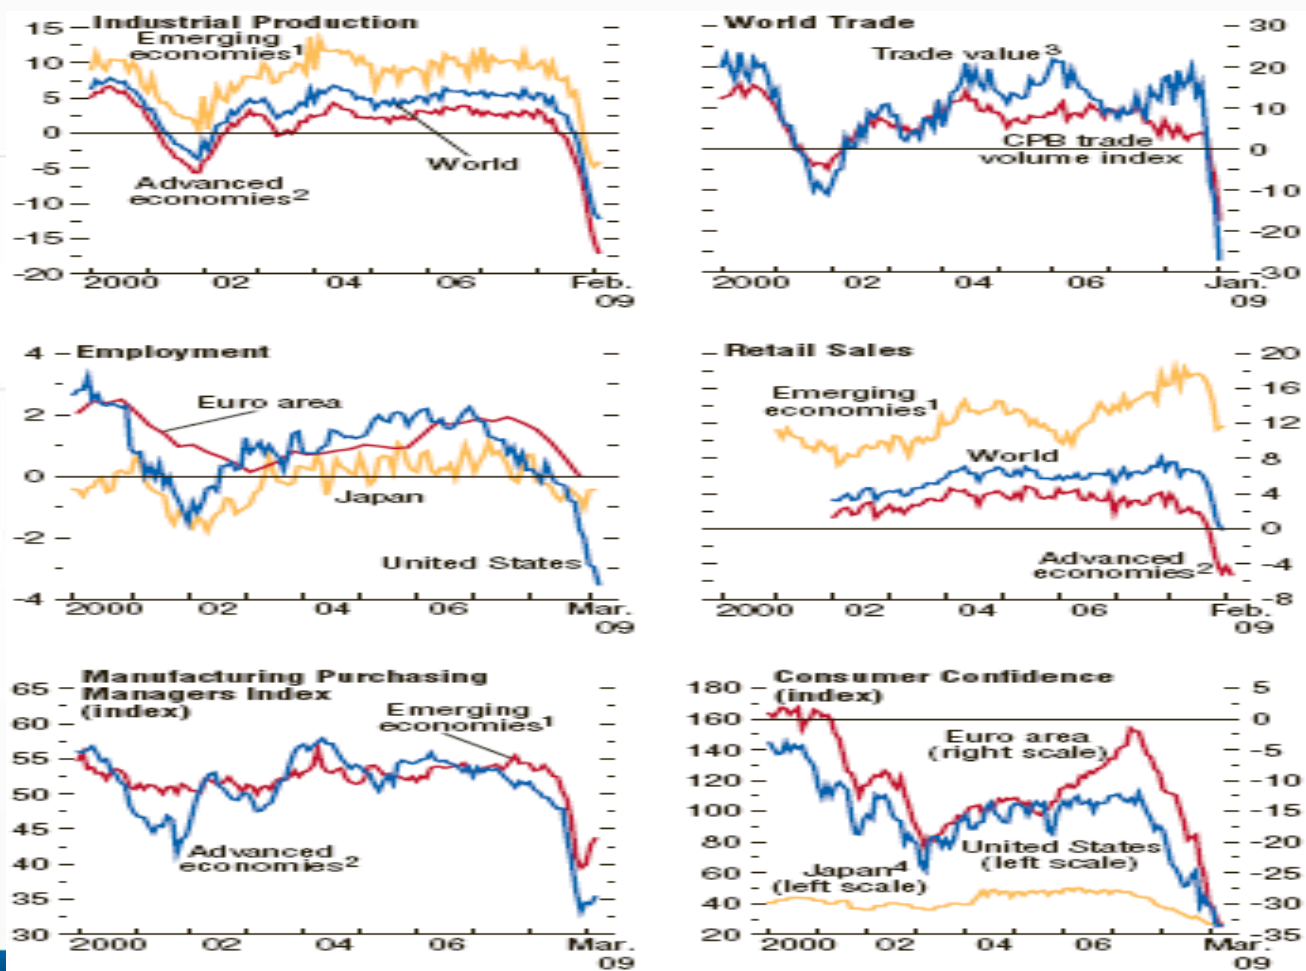 Industrial Production
Emerging
economies¹
World
Advanced
economies²
15
10
5
0
-5
-10
-15
-20
2000 02 04 06 Feb.
09
World Trade
Trade value³
CPB trade
volume index
30
20
10
0
-10
-20
-30
2000 02 04 06 Jan.
09
Employment
Euro area
Japan
United States
4
2
0
-2
-4
2000 02 04 06 Mar.
09
Retail Sales
Emerging
economies¹
World
Advanced
economies²
20
16
12
8
4
0
-4
-8
2000 02 04 06 Feb.
09
Manufacturing Purchasing
Managers Index
(index)
Emerging
economies¹
Advanced
economies²
65
60
55
50
45
40
35
30
2000 02 04 06 Mar.
09
Consumer Confidence
(index)
Euro area
(right scale)
United States
(left scale)
Japan⁴
(left scale)
180
160
140
120
100
80
60
40
20
5
0
-5
-10
-15
-20
-25
-30
-35
2000 02 04 06 Mar.
09